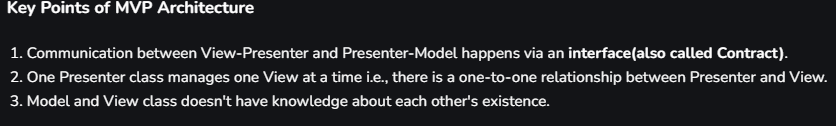 Key Points of MVP Architecture
1. Communication between View-Presenter and Presenter-Model happens via an interface(also called Contract).
2. One Presenter class manages one View at a time i.e., there is a one-to-one relationship between Presenter and View.
3. Model and View class doesn't have knowledge about each other's existence.